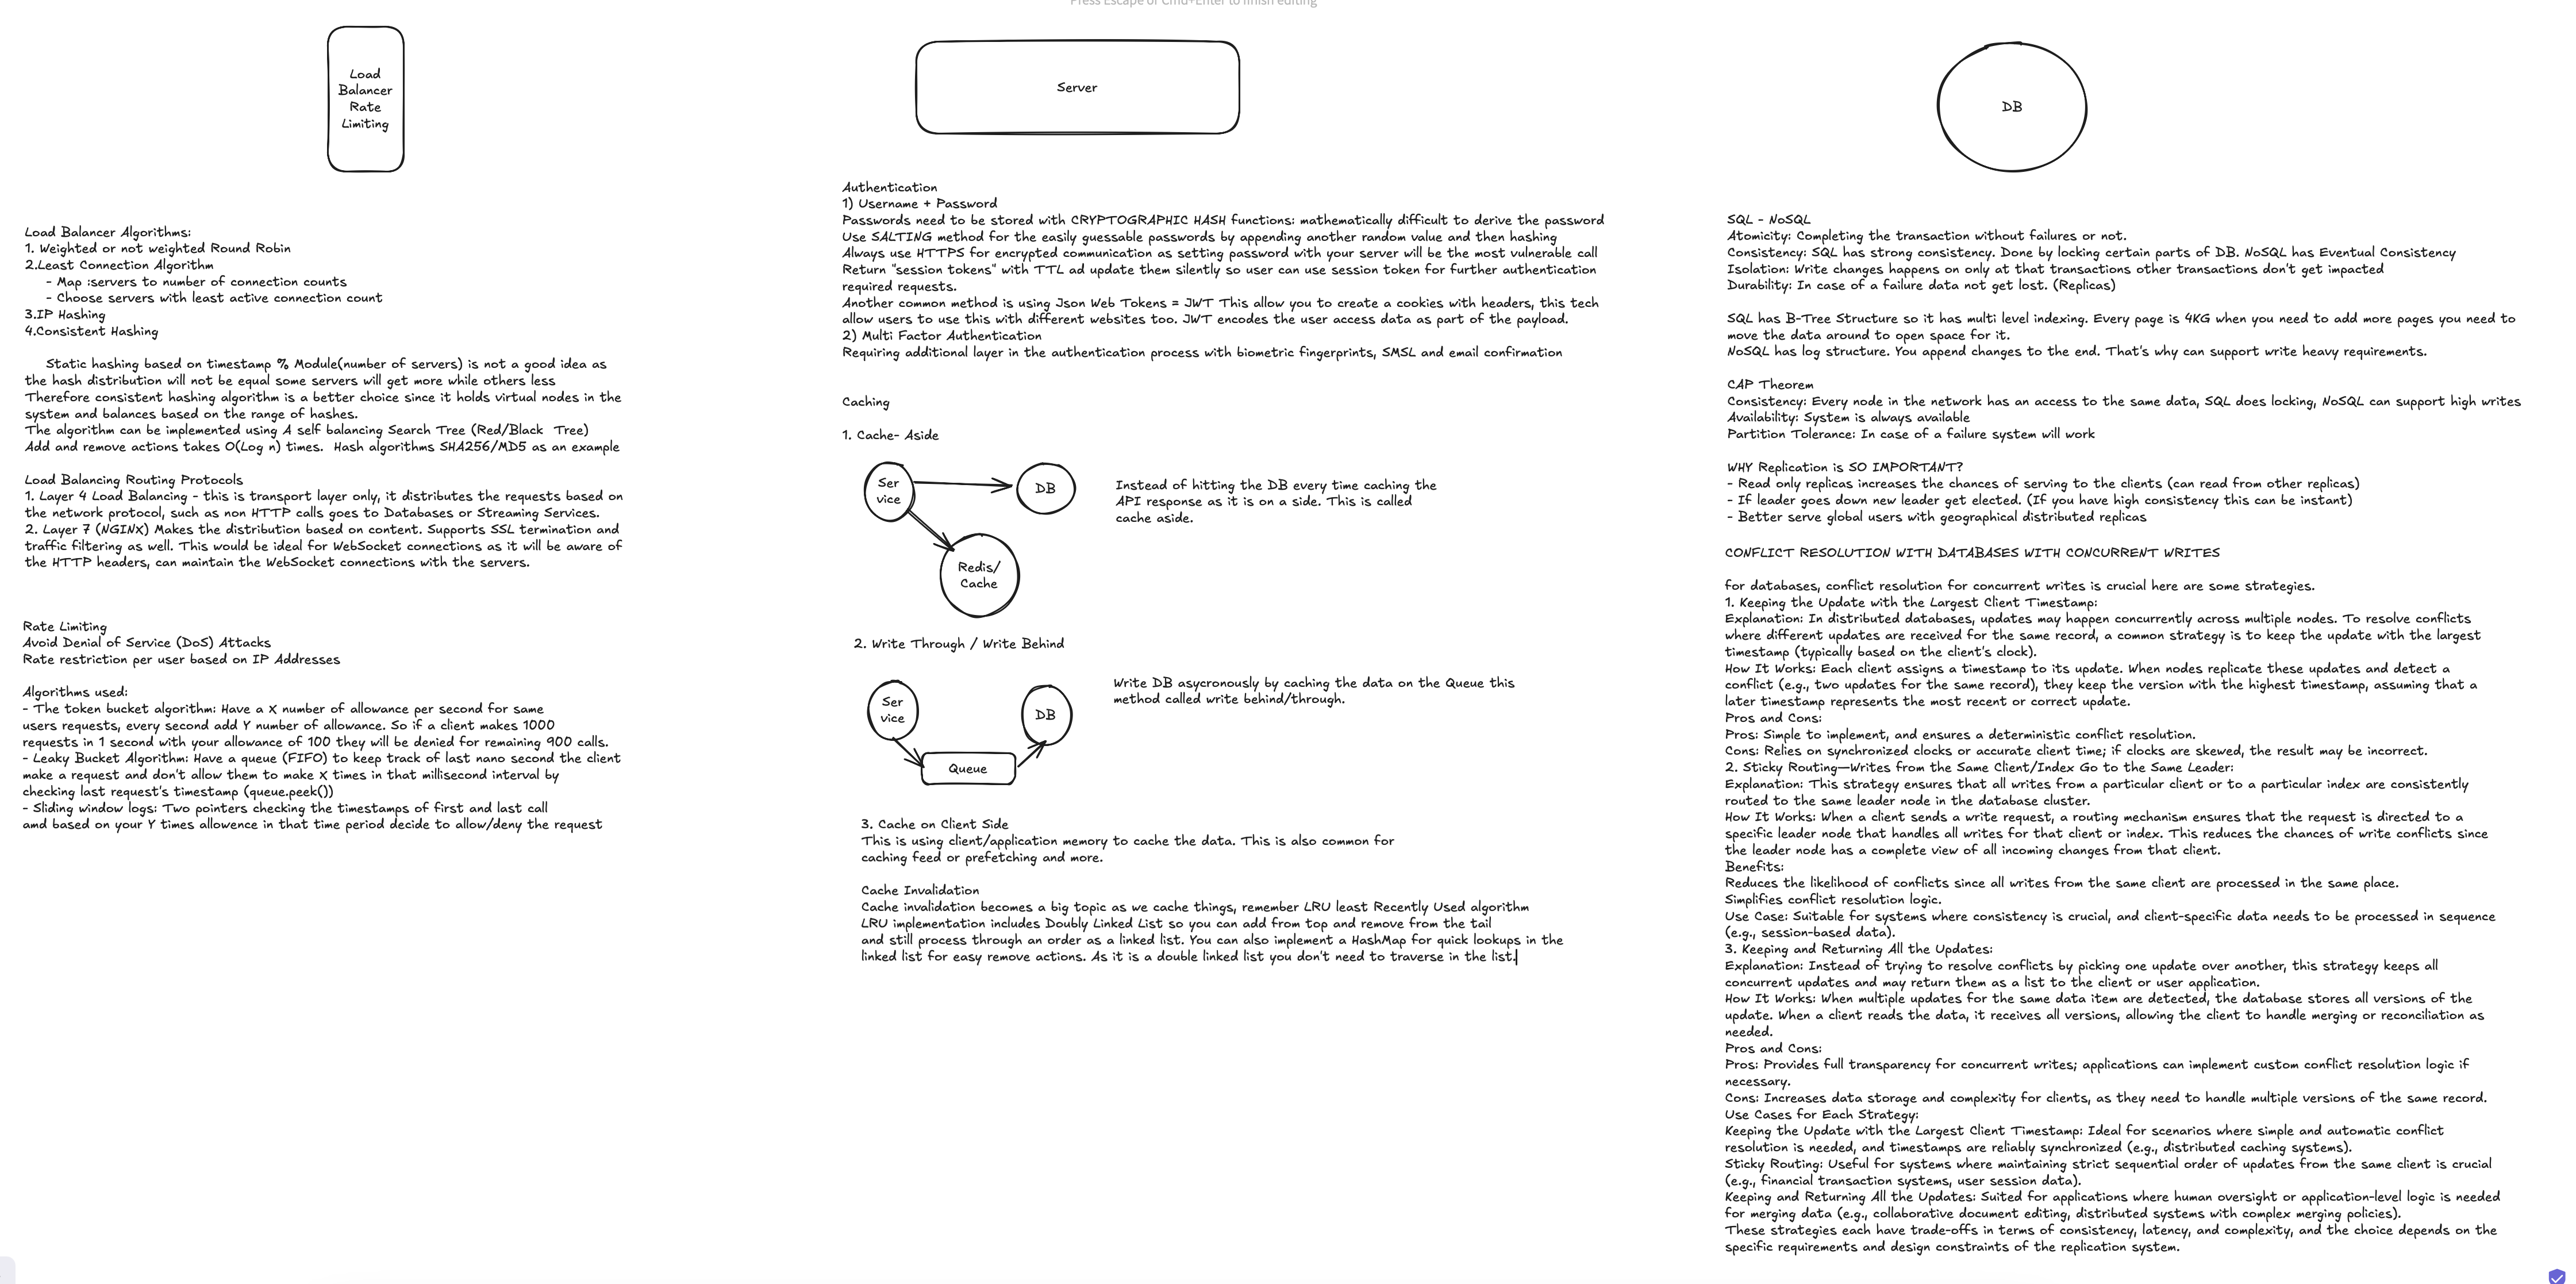 Press Escape or Cmd+Enter to finish editing
Load
Balancer
Rate
Limiting
Load Balancer Algorithms:
1. Weighted or not weighted Round Robin
2.Least Connection Algorithm
- Map :servers to number of connection counts
- Choose servers with least active connection count
3.IP Hashing
4.Consistent Hashing
Static hashing based on timestamp % Module(number of servers) is not a good idea as
the hash distribution will not be equal some servers will get more while others less
Therefore consistent hashing algorithm is a better choice since it holds virtual nodes in the
system and balances based on the range of hashes.
The algorithm can be implemented using A self balancing Search Tree (Red/Black Tree)
Add and remove actions takes O(Log n) times. Hash algorithms SHA256/MD5 as an example
Load Balancing Routing Protocols
1. Layer 4 Load Balancing - this is transport layer only, it distributes the requests based on
the network protocol, such as non HTTP calls goes to Databases or Streaming Services.
2. Layer 7 (NGINX) Makes the distribution based on content. Supports SSL termination and
traffic filtering as well. This would be ideal for WebSocket connections as it will be aware of
the HTTP headers, can maintain the WebSocket connections with the servers.
Rate Limiting
Avoid Denial of Service (DoS) Attacks
Rate restriction per user based on IP Addresses
Algorithms used:
- The token bucket algorithm: Have a X number of allowance per second for same
users requests, every second add Y number of allowance. So if a client makes 1000
requests in 1 second with your allowance of 100 they will be denied for remaining 900 calls.
- Leaky Bucket Algorithm: Have a queue (FIFO) to keep track of last nano second the client
make a request and don't allow them to make X times in that millisecond interval by
checking last request's timestamp (queue.peek())
- Sliding window logs: Two pointers checking the timestamps of first and last call
amd based on your Y times allowence in that time period decide to allow/deny the request
Server
Authentication
1) Username + Password
Passwords need to be stored with CRYPTOGRAPHIC HASH functions: mathematically difficult to derive the password
Use SALTING method for the easily guessable passwords by appending another random value and then hashing
Always use HTTPS for encrypted communication as setting password with your server will be the most vulnerable call
Return "session tokens" with TTL ad update them silently so user can use session token for further authentication
required requests.
Another common method is using Json Web Tokens = JWT This allow you to create a cookies with headers, this tech
allow users to use this with different websites too. JWT encodes the user access data as part of the payload.
2) Multi Factor Authentication
Requiring additional layer in the authentication process with biometric fingerprints, SMSL and email confirmation
Caching
1. Cache- Aside
Ser
vice
DB
Redis/
Cache
Instead of hitting the DB every time caching the
API response as it is on a side. This is called
cache aside.
2. Write Through / Write Behind
Ser
vice
DB
Queue
Write DB asycronously by caching the data on the Queue this
method called write behind/through.
3. Cache on Client Side
This is using client/application memory to cache the data. This is also common for
caching feed or prefetching and more.
Cache Invalidation
Cache invalidation becomes a big topic as we cache things, remember LRU least Recently Used algorithm
LRU implementation includes Doubly Linked List so you can add from top and remove from the tail
and still process through an order as a linked list. You can also implement a HashMap for quick lookups in the
linked list for easy remove actions. As it is a double linked list you don't need to traverse in the list.
DB
SQL - NoSQL
Atomicity: Completing the transaction without failures or not.
Consistency: SQL has strong consistency. Done by locking certain parts of DB. NoSQL has Eventual Consistency
Isolation: Write changes happens on only at that transactions other transactions don't get impacted
Durability: In case of a failure data not get lost. (Replicas)
SQL has B-Tree Structure so it has multi level indexing. Every page is 4KG when you need to add more pages you need to
move the data around to open space for it.
NoSQL has log structure. You append changes to the end. That's why can support write heavy requirements.
CAP Theorem
Consistency: Every node in the network has an access to the same data, SQL does locking, NoSQL can support high writes
Availability: System is always available
Partition Tolerance: In case of a failure system will work
WHY Replication is SO IMPORTANT?
- Read only replicas increases the chances of serving to the clients (can read from other replicas)
- If leader goes down new leader get elected. (If you have high consistency this can be instant)
- Better serve global users with geographical distributed replicas
CONFLICT RESOLUTION WITH DATABASES WITH CONCURRENT WRITES
for databases, conflict resolution for concurrent writes is crucial here are some strategies.
1. Keeping the Update with the Largest Client Timestamp:
Explanation: In distributed databases, updates may happen concurrently across multiple nodes. To resolve conflicts
where different updates are received for the same record, a common strategy is to keep the update with the largest
timestamp (typically based on the client's clock).
How It Works: Each client assigns a timestamp to its update. When nodes replicate these updates and detect a
conflict (e.g., two updates for the same record), they keep the version with the highest timestamp, assuming that a
later timestamp represents the most recent or correct update.
Pros and Cons:
Pros: Simple to implement, and ensures a deterministic conflict resolution.
Cons: Relies on synchronized clocks or accurate client time; if clocks are skewed, the result may be incorrect.
2. Sticky Routing—Writes from the Same Client/Index Go to the Same Leader:
Explanation: This strategy ensures that all writes from a particular client or to a particular index are consistently
routed to the same leader node in the database cluster.
How It Works: When a client sends a write request, a routing mechanism ensures that the request is directed to a
specific leader node that handles all writes for that client or index. This reduces the chances of write conflicts since
the leader node has a complete view of all incoming changes from that client.
Benefits:
Reduces the likelihood of conflicts since all writes from the same client are processed in the same place.
Simplifies conflict resolution logic.
Use Case: Suitable for systems where consistency is crucial, and client-specific data needs to be processed in sequence
(e.g., session-based data).
3. Keeping and Returning All the Updates:
Explanation: Instead of trying to resolve conflicts by picking one update over another, this strategy keeps all
concurrent updates and may return them as a list to the client or user application.
How It Works: When multiple updates for the same data item are detected, the database stores all versions of the
update. When a client reads the data, it receives all versions, allowing the client to handle merging or reconciliation as
needed.
Pros and Cons:
Pros: Provides full transparency for concurrent writes; applications can implement custom conflict resolution logic if
necessary.
Cons: Increases data storage and complexity for clients, as they need to handle multiple versions of the same record.
Use Cases for Each Strategy:
Keeping the Update with the Largest Client Timestamp: Ideal for scenarios where simple and automatic conflict
resolution is needed, and timestamps are reliably synchronized (e.g., distributed caching systems).
Sticky Routing: Useful for systems where maintaining strict sequential order of updates from the same client is crucial
(e.g., financial transaction systems, user session data).
Keeping and Returning All the Updates: Suited for applications where human oversight or application-level logic is needed
for merging data (e.g., collaborative document editing, distributed systems with complex merging policies).
These strategies each have trade-offs in terms of consistency, latency, and complexity, and the choice depends on the
specific requirements and design constraints of the replication system.